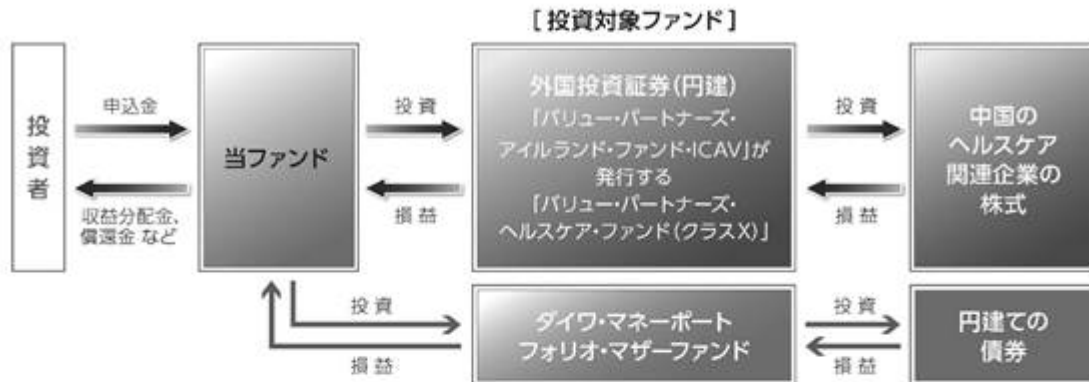 [投資対象ファンド]
投資者
申込金
収益分配金、
償還金 など
当ファンド
投資
損益
外国投資証券(円建)
「バリュー・パートナーズ・
アイルランド・ファンド・ICAV」が
発行する
「バリュー・パートナーズ・
ヘルスケア・ファンド(クラスX)」
投資
損益
中国の
ヘルスケア
関連企業の
株式
投資
損益
ダイワ・マネーポート
フォリオ・マザーファンド
投資
損益
円建ての
債券